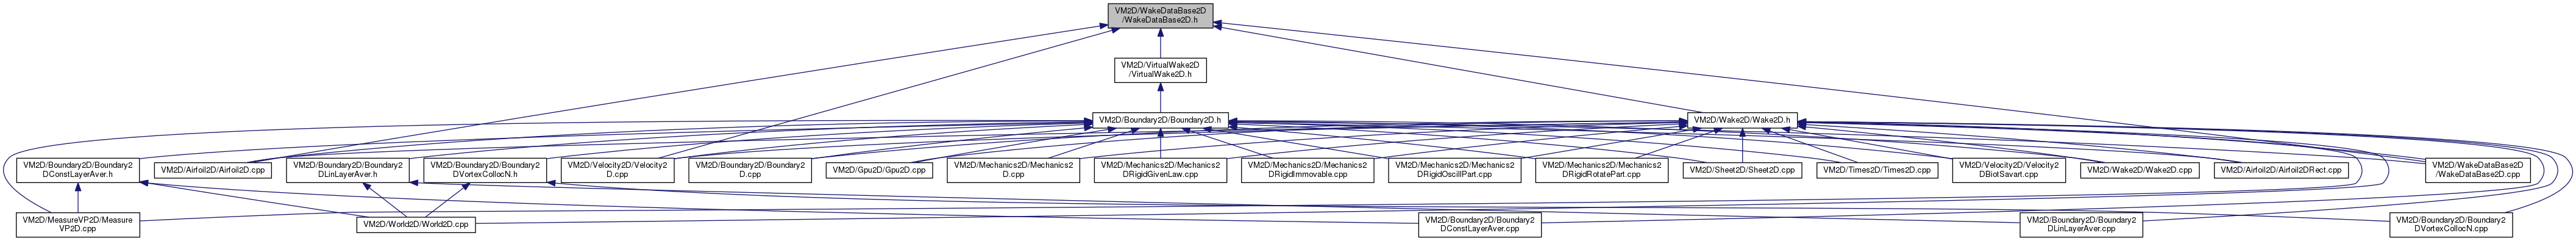 VM2D/WakeDataBase2D
/WakeDataBase2D.h
VM2D/VirtualWake2D
/VirtualWake2D.h
VM2D/Boundary2D/Boundary2D.h
VM2D/Wake2D/Wake2D.h
VM2D/Boundary2D/Boundary2
DConstLayerAver.h
VM2D/Airfoil2D/Airfoil2D.cpp
VM2D/Boundary2D/Boundary2
DLinLayerAver.h
VM2D/Boundary2D/Boundary2
DVortexCollocN.h
VM2D/Velocity2D/Velocity2
D.cpp
VM2D/Boundary2D/Boundary2
D.cpp
VM2D/Gpu2D/Gpu2D.cpp
VM2D/Mechanics2D/Mechanics2
D.cpp
VM2D/Mechanics2D/Mechanics2
DRigidGivenLaw.cpp
VM2D/Mechanics2D/Mechanics2
DRigidImmovable.cpp
VM2D/Mechanics2D/Mechanics2
DRigidOscillPart.cpp
VM2D/Mechanics2D/Mechanics2
DRigidRotatePart.cpp
VM2D/Sheet2D/Sheet2D.cpp
VM2D/Times2D/Times2D.cpp
VM2D/Velocity2D/Velocity2
DBiotSavart.cpp
VM2D/Wake2D/Wake2D.cpp
VM2D/Airfoil2D/Airfoil2DRect.cpp
VM2D/WakeDataBase2D
/WakeDataBase2D.cpp
VM2D/MeasureVP2D/Measure
VP2D.cpp
VM2D/World2D/World2D.cpp
VM2D/Boundary2D/Boundary2
DConstLayerAver.cpp
VM2D/Boundary2D/Boundary2
DLinLayerAver.cpp
VM2D/Boundary2D/Boundary2
DVortexCollocN.cpp